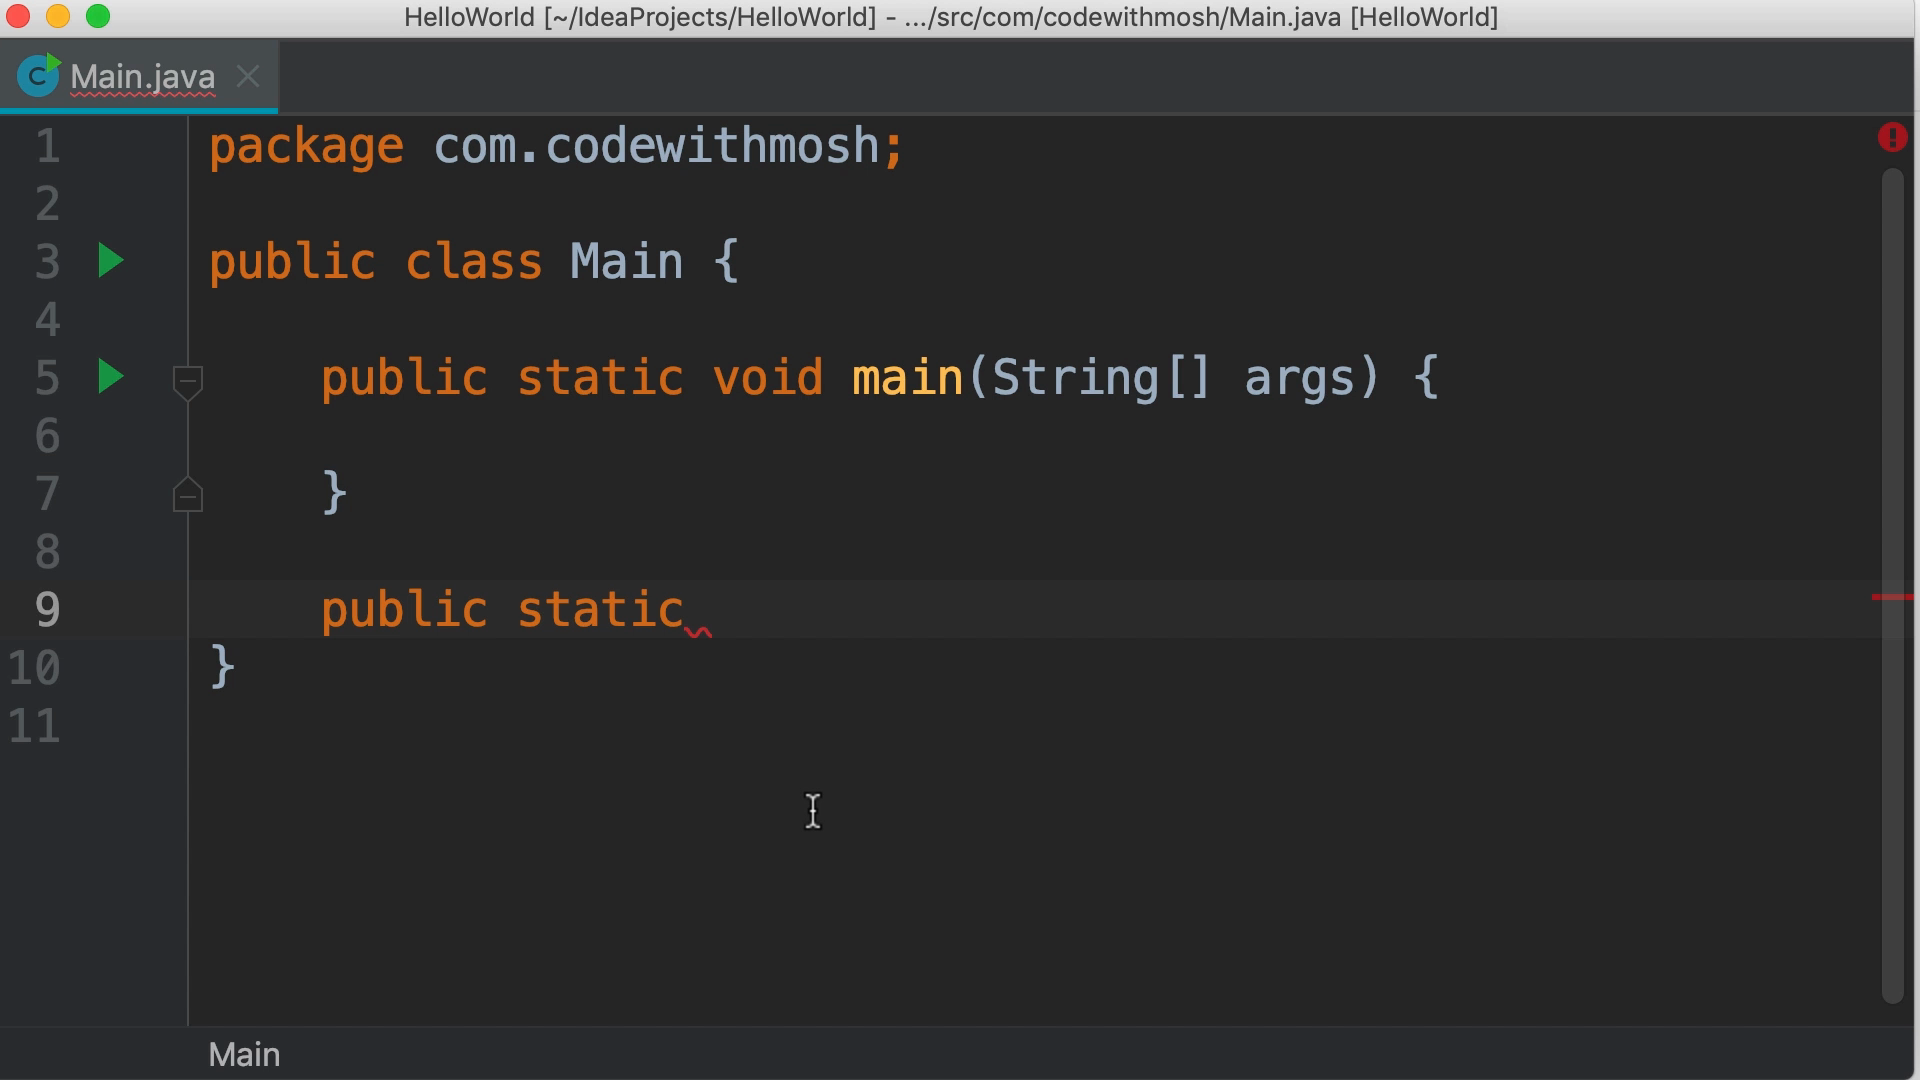 HelloWorld [~/IdeaProjects/HelloWorld] - .../src/com/codewithmosh/Main.java [HelloWorld]
Main.java
1 package com.codewithmosh;
2
3 public class Main {
4
5 public static void main(String[] args) {
6
7 }
8
9 public static
10 }
11
Main